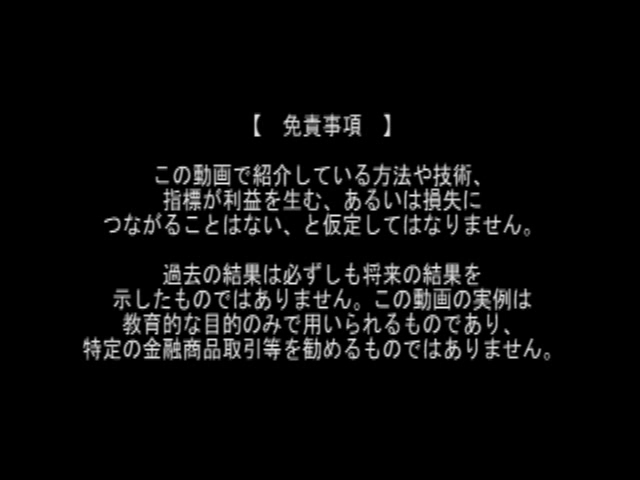 【 免責事項 】
この動画で紹介している方法や技術、
指標が利益を生む、あるいは損失に
つながることはない、と仮定してはなりません。
過去の結果は必ずしも将来の結果を
示したものではありません。この動画の実例は
教育的な目的のみで用いられるものであり、
特定の金融商品取引等を勧めるものではありません。